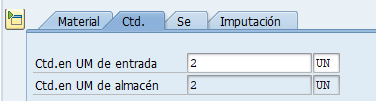 Material Ctd. Se Imputación
Ctd.en UM de entrada 2 UN
Ctd.en UM de almacén 2 UN